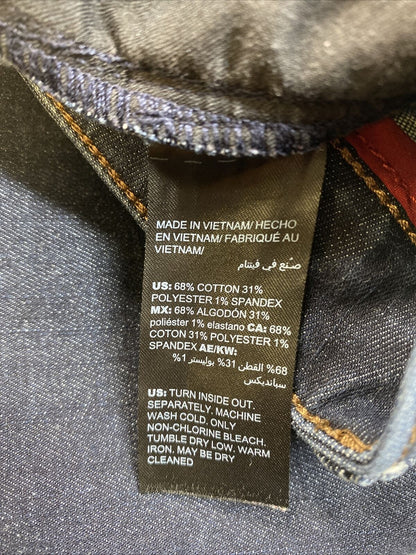 MADE IN VIETNAM/ HECHO
EN VIETNAM/ FABRIQUÉ AU
VIETNAM/
صنع في فيتنام
US: 68% COTTON 31%
POLYESTER 1% SPANDEX
MX: 68% ALGODÓN 31%
poliéster 1% elastano CA: 68%
COTON 31% POLYESTER 1%
SPANDEX AE/KW:
68% القطن 31% بوليستر 1%
سباندیکس
US: TURN INSIDE OUT.
SEPARATELY. MACHINE
WASH COLD. ONLY
NON-CHLORINE BLEACH.
TUMBLE DRY LOW. WARM
IRON. MAY BE DRY
CLEANED